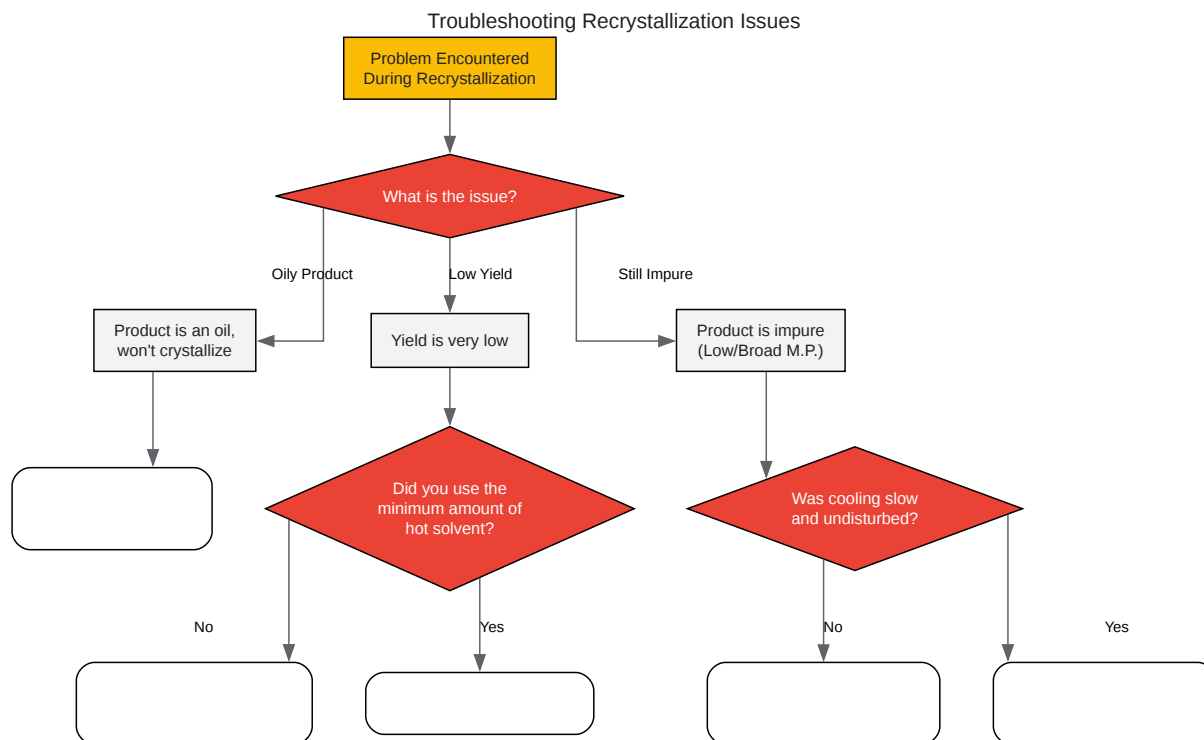 Troubleshooting Recrystallization Issues
Problem Encountered
During Recrystallization
What is the issue?
Oily Product
Low Yield
Still Impure
Product is an oil,
won't crystallize
Yield is very low
Product is impure
(Low/Broad M.P.)
Did you use the
minimum amount of
hot solvent?
Was cooling slow
and undisturbed?
No
Yes
No
Yes